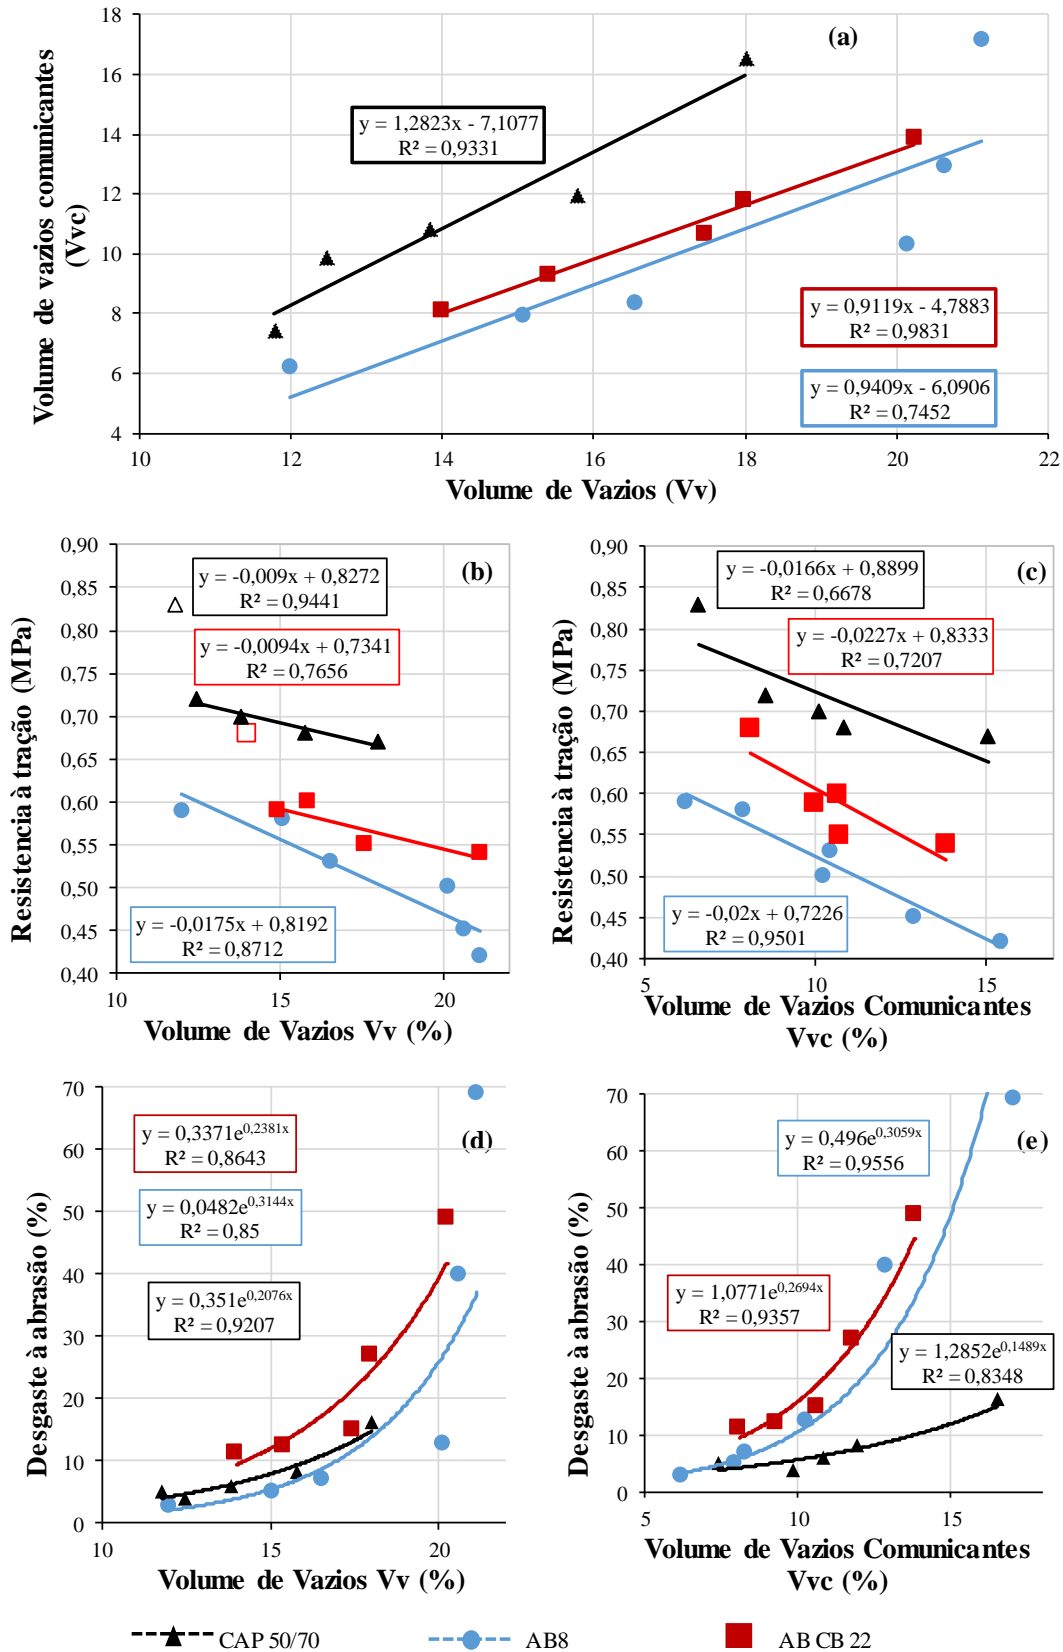 18
16
14
12
10
8
6
4
10
12
14
16
18
20
22
Volume de vazios comunicantes
(Vvc)
Volume de Vazios (Vv)
(a)
y = 1,2823x - 7,1077
R² = 0,9331
y = 0,9119x - 4,7883
R² = 0,9831
y = 0,9409x - 6,0906
R² = 0,7452
0,90
0,85
0,80
0,75
0,70
0,65
0,60
0,55
0,50
0,45
0,40
10
15
20
Resistencia à tração (MPa)
Volume de Vazios Vv (%)
(b)
y = -0,009x + 0,8272
R² = 0,9441
y = -0,0094x + 0,7341
R² = 0,7656
y = -0,0175x + 0,8192
R² = 0,8712
0,90
0,85
0,80
0,75
0,70
0,65
0,60
0,55
0,50
0,45
0,40
5
10
15
Resistencia à tração (MPa)
Volume de Vazios Comunicantes
Vvc (%)
(c)
y = -0,0166x + 0,8899
R² = 0,6678
y = -0,0227x + 0,8333
R² = 0,7207
y = -0,02x + 0,7226
R² = 0,9501
70
60
50
40
30
20
10
0
10
15
20
Desgaste à abrasão (%)
Volume de Vazios Vv (%)
(d)
y = 0,3371e^0,2381x
R² = 0,8643
y = 0,0482e^0,3144x
R² = 0,85
y = 0,351e^0,2076x
R² = 0,9207
70
60
50
40
30
20
10
0
5
10
15
Desgaste à abrasão (%)
Volume de Vazios Comunicantes
Vvc (%)
(e)
y = 0,496e^0,3059x
R² = 0,9556
y = 1,0771e^0,2694x
R² = 0,9357
y = 1,2852e^0,1489x
R² = 0,8348
CAP 50/70
AB8
AB CB 22